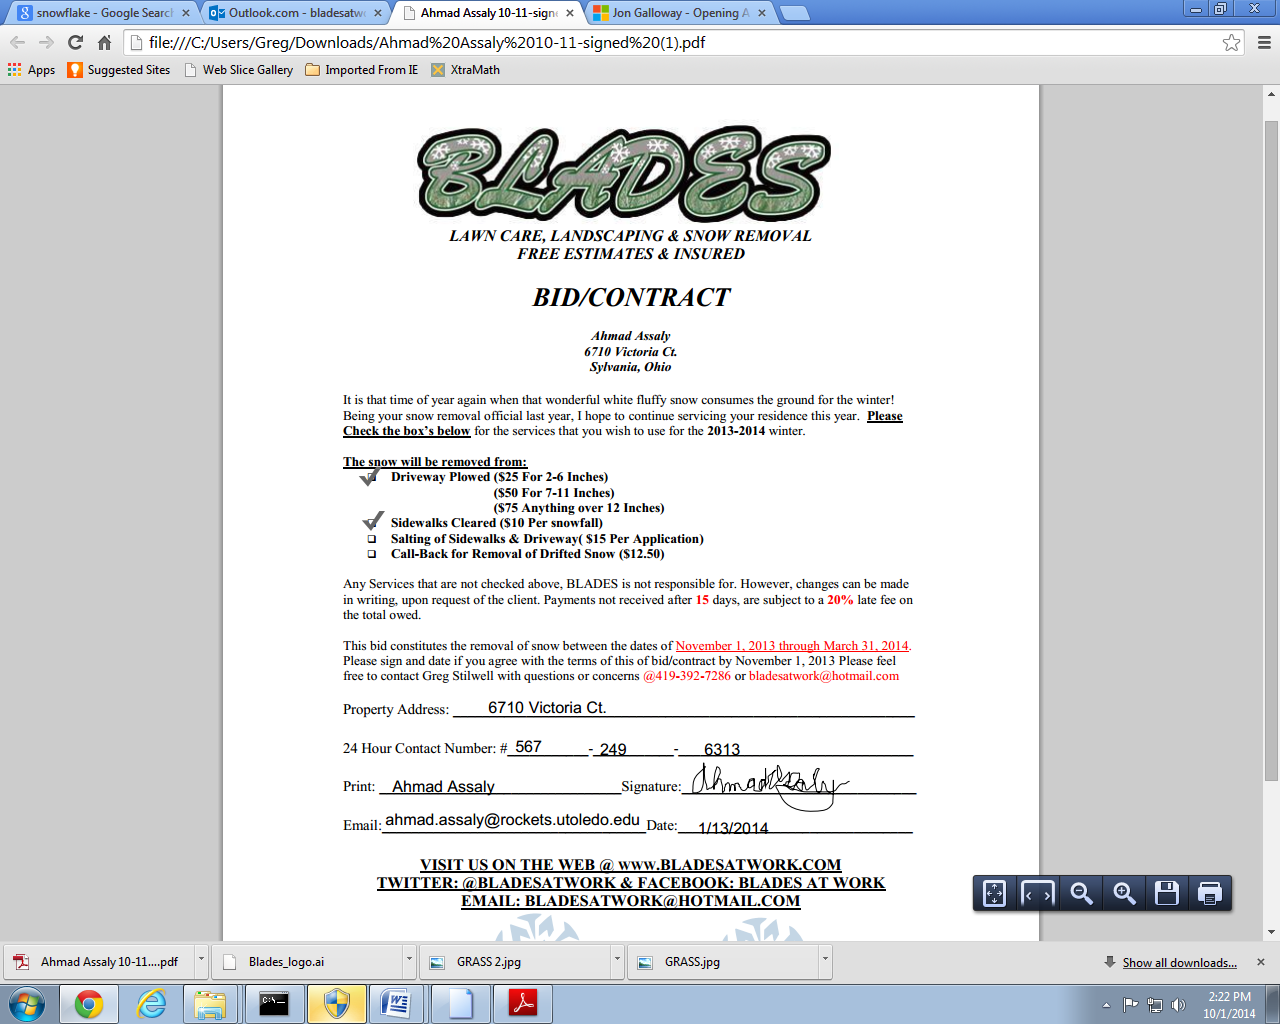 snowflake - Google Search
Outlook.com - bladesatwo
Ahmad Assaly 10-11-signe
Jon Galloway - Opening A
file:///C:/Users/Greg/Downloads/Ahmad%20Assaly%2010-11-signed%20(1).pdf
Apps Suggested Sites Web Slice Gallery Imported From IE XtraMath
BLADES
LAWN CARE, LANDSCAPING & SNOW REMOVAL
FREE ESTIMATES & INSURED
BID/CONTRACT
Ahmad Assaly
6710 Victoria Ct.
Sylvania, Ohio
It is that time of year again when that wonderful white fluffy snow consumes the ground for the winter!
Being your snow removal official last year, I hope to continue servicing your residence this year. Please
Check the box's below for the services that you wish to use for the 2013-2014 winter.
The snow will be removed from:
Driveway Plowed ($25 For 2-6 Inches)
($50 For 7-11 Inches)
($75 Anything over 12 Inches)
Sidewalks Cleared ($10 Per snowfall)
Salting of Sidewalks & Driveway( $15 Per Application)
Call-Back for Removal of Drifted Snow ($12.50)
Any Services that are not checked above, BLADES is not responsible for. However, changes can be made
in writing, upon request of the client. Payments not received after 15 days, are subject to a 20% late fee on
the total owed.
This bid constitutes the removal of snow between the dates of November 1, 2013 through March 31, 2014.
Please sign and date if you agree with the terms of this of bid/contract by November 1, 2013 Please feel
free to contact Greg Stilwell with questions or concerns @419-392-7286 or bladesatwork@hotmail.com
Property Address: 6710 Victoria Ct.
24 Hour Contact Number: # 567 - 249 - 6313
Print: Ahmad Assaly Signature: Ahmad Assaly
Email: ahmad.assaly@rockets.utoledo.edu Date: 1/13/2014
VISIT US ON THE WEB @ www.BLADESATWORK.COM
TWITTER: @BLADESATWORK & FACEBOOK: BLADES AT WORK
EMAIL: BLADESATWORK@HOTMAIL.COM
Ahmad Assaly 10-11....pdf Blades_logo.ai GRASS 2.jpg GRASS.jpg Show all downloads...
C:\.
2:22 PM
10/1/2014